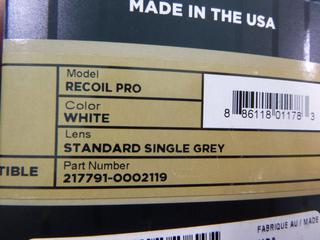 MADE IN THE USA
Model
RECOIL PRO
Color
WHITE
8 86118 01178 3
Lens
STANDARD SINGLE GREY
TIBLE
Part Number
217791-0002119
FABRIQUE AU / MADE